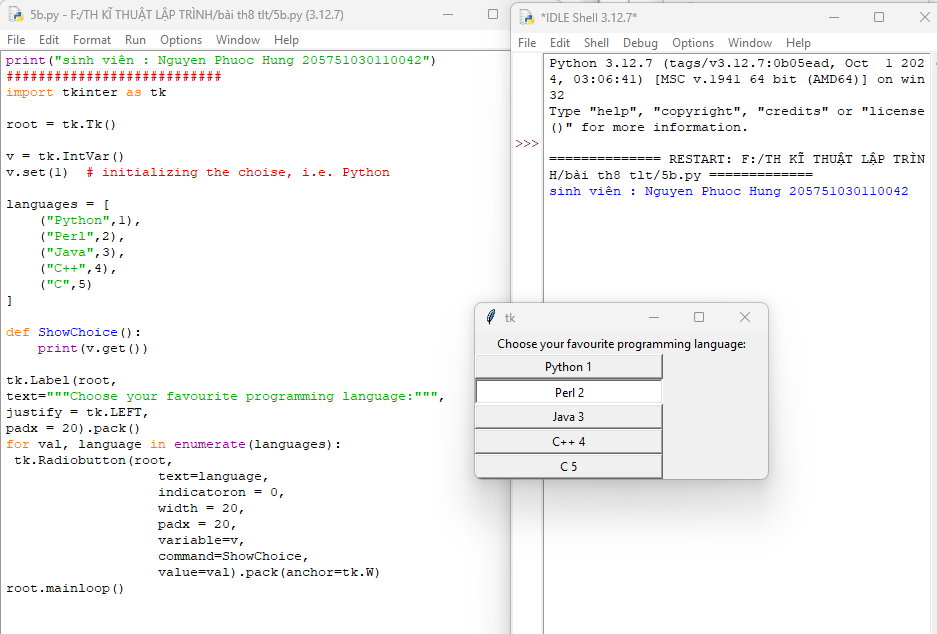 5b.py - F:/TH KĨ THUẬT LẬP TRÌNH/bài th8 tlt/5b.py (3.12.7)
File Edit Format Run Options Window Help
print("sinh viên : Nguyen Phuoc Hung 205751030110042")
###########################
import tkinter as tk
root = tk.Tk()
v = tk.IntVar()
v.set(1)  # initializing the choise, i.e. Python
languages = [
    ("Python",1),
    ("Perl",2),
    ("Java",3),
    ("C++",4),
    ("C",5)
]
def ShowChoice():
    print(v.get())
tk.Label(root,
text="""Choose your favourite programming language:""",
justify = tk.LEFT,
padx = 20).pack()
for val, language in enumerate(languages):
 tk.Radiobutton(root,
                    text=language,
                    indicatoron = 0,
                    width = 20,
                    padx = 20,
                    variable=v,
                    command=ShowChoice,
                    value=val).pack(anchor=tk.W)
root.mainloop()
*IDLE Shell 3.12.7*
File Edit Shell Debug Options Window Help
Python 3.12.7 (tags/v3.12.7:0b05ead, Oct  1 202
4, 03:06:41) [MSC v.1941 64 bit (AMD64)] on win
32
Type "help", "copyright", "credits" or "license
()" for more information.
>>>
============== RESTART: F:/TH KĨ THUẬT LẬP TRÌN
H/bài th8 tlt/5b.py =============
sinh viên : Nguyen Phuoc Hung 205751030110042
tk
Choose your favourite programming language:
Python 1
Perl 2
Java 3
C++ 4
C 5